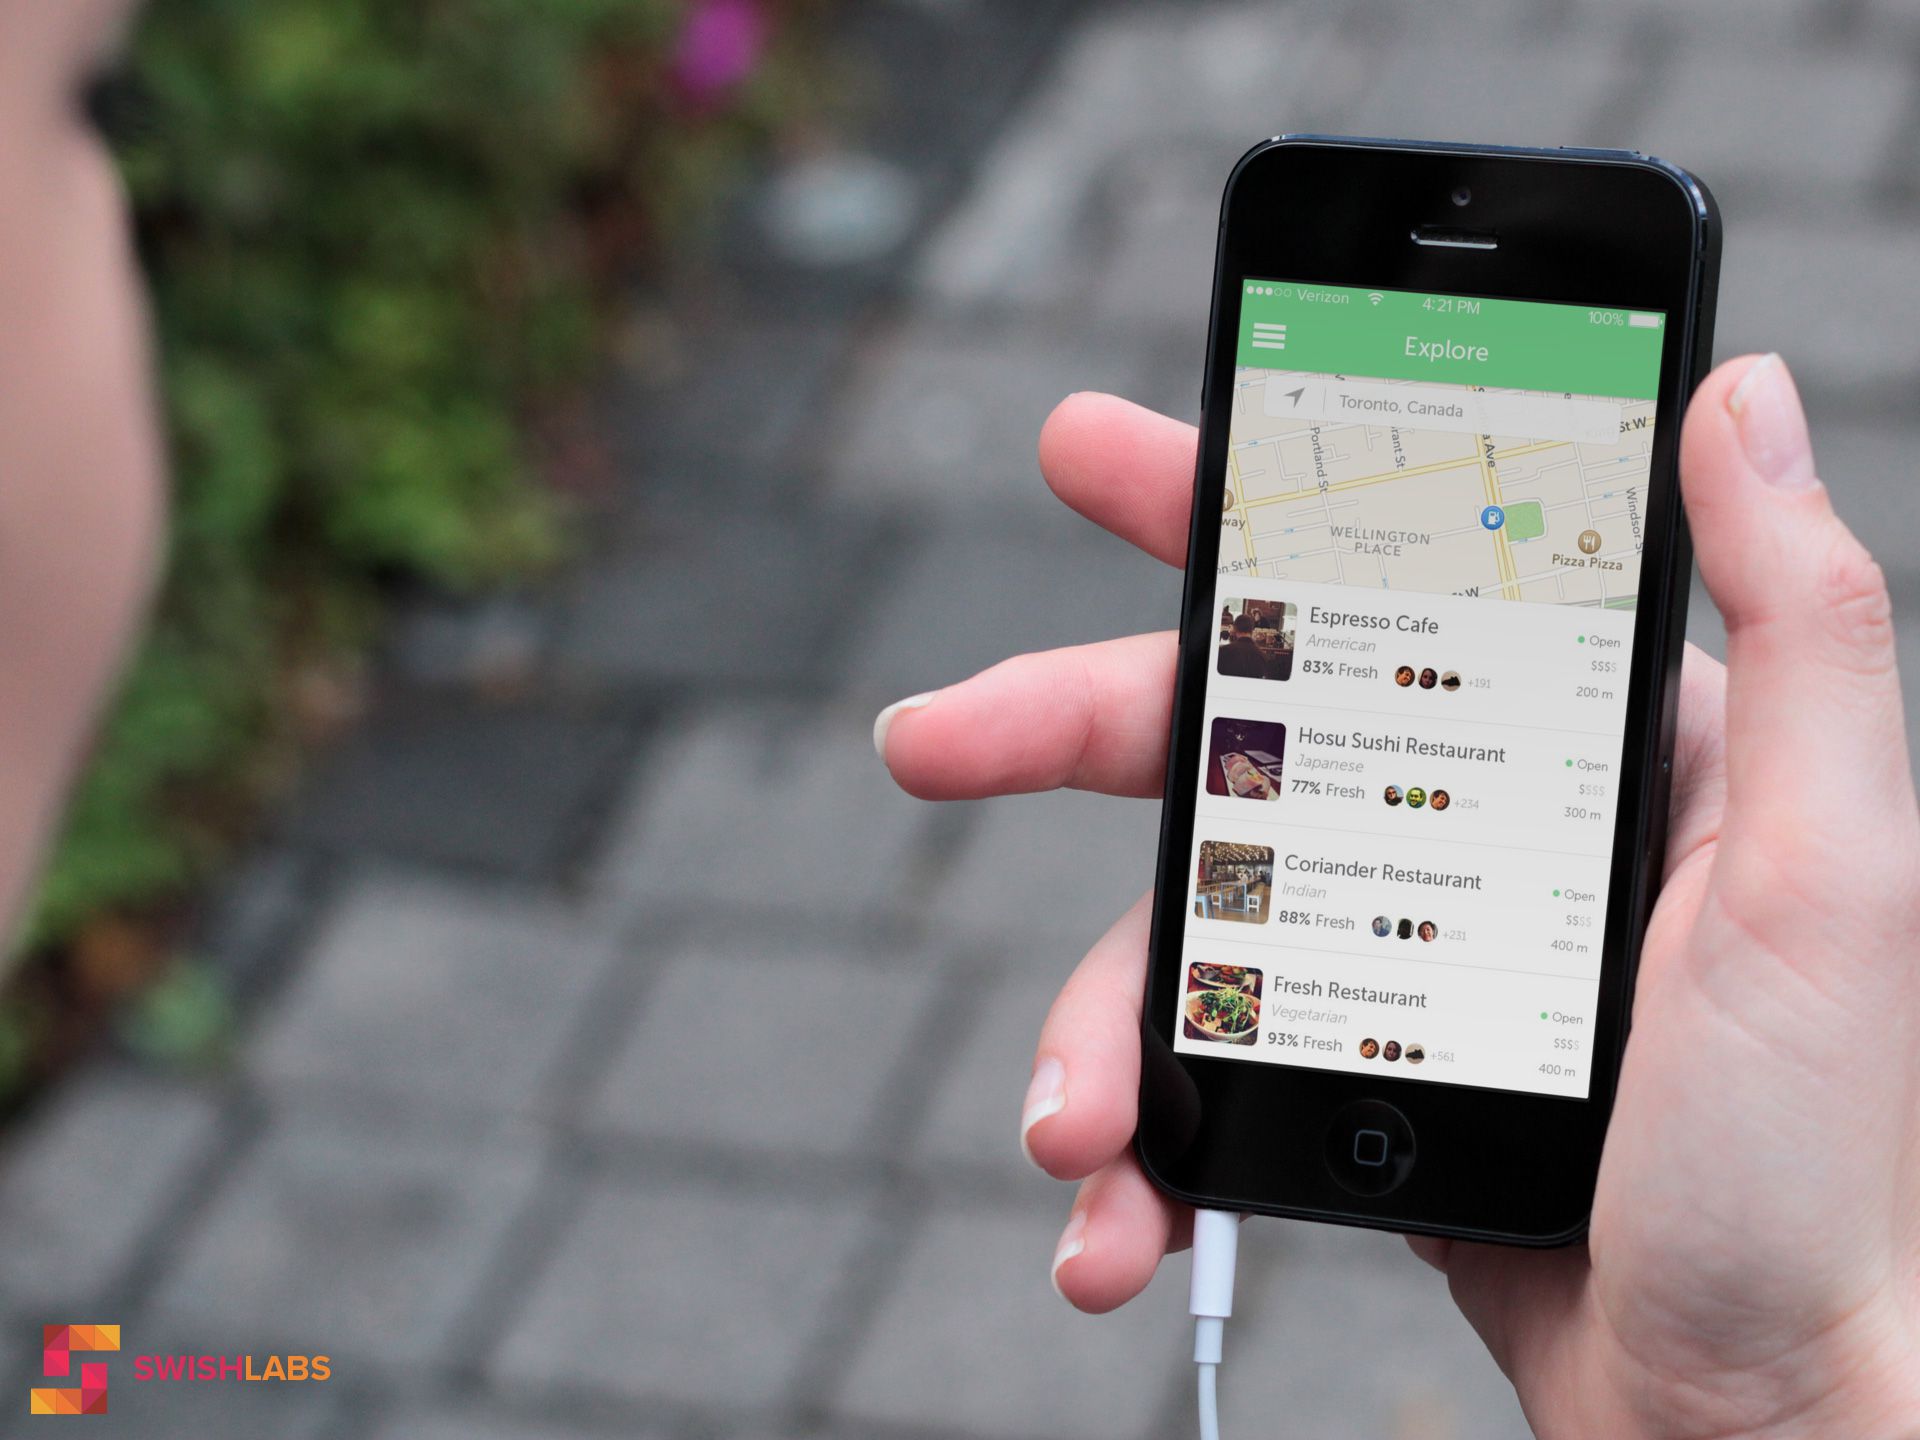 Verizon 4:21 PM 100%
Explore
Toronto, Canada
St W
Portland St
rant St
a Ave
Windsor S
way
WELLINGTON
PLACE
Pizza Pizza
on St W
W
Espresso Cafe
American
83% Fresh
+191
Open
$$$$
200 m
Hosu Sushi Restaurant
Japanese
77% Fresh
+234
Open
$$$$
300 m
Coriander Restaurant
Indian
88% Fresh
+231
Open
$$$$
400 m
Fresh Restaurant
Vegetarian
93% Fresh
+561
Open
$$$$
400 m
SWISHLABS